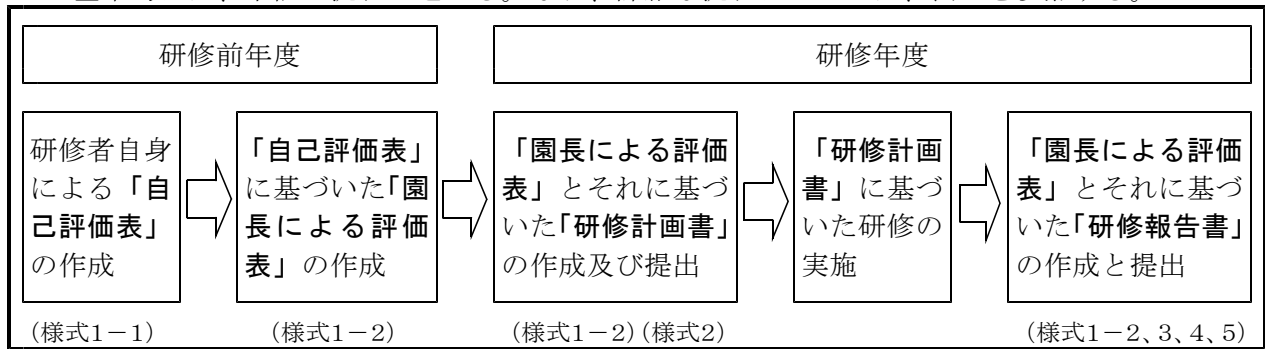 研修前年度
研修年度
研修者自身
による「自
己評価表」
の作成
「自己評価表」
に基づいた「園
長による評価
表」の作成
「園長による評価
表」とそれに基づ
いた「研修計画書」
の作成及び提出
「研修計画
書」に基づ
いた研修の
実施
「園長による評価
表」とそれに基づ
いた「研修報告書」
の作成と提出
(様式1-1)
(様式1-2)
(様式1-2)(様式2)
(様式1-2、3、4、5)